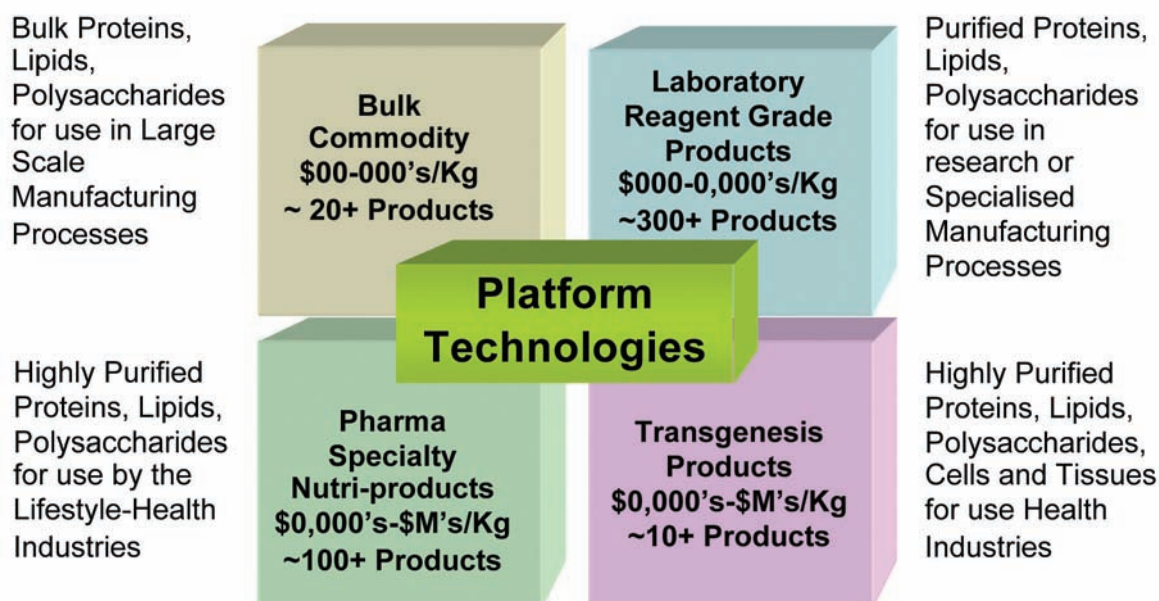 Bulk Proteins,
Lipids,
Polysaccharides
for use in Large
Scale
Manufacturing
Processes
Bulk
Commodity
$00-000’s/Kg
~ 20+ Products
Laboratory
Reagent Grade
Products
$000-0,000’s/Kg
~300+ Products
Purified Proteins,
Lipids,
Polysaccharides
for use in
research or
Specialised
Manufacturing
Processes
Platform
Technologies
Highly Purified
Proteins, Lipids,
Polysaccharides
for use by the
Lifestyle-Health
Industries
Pharma
Specialty
Nutri-products
$0,000’s-$M’s/Kg
~100+ Products
Transgenesis
Products
$0,000’s-$M’s/Kg
~10+ Products
Highly Purified
Proteins, Lipids,
Polysaccharides,
Cells and Tissues
for use Health
Industries